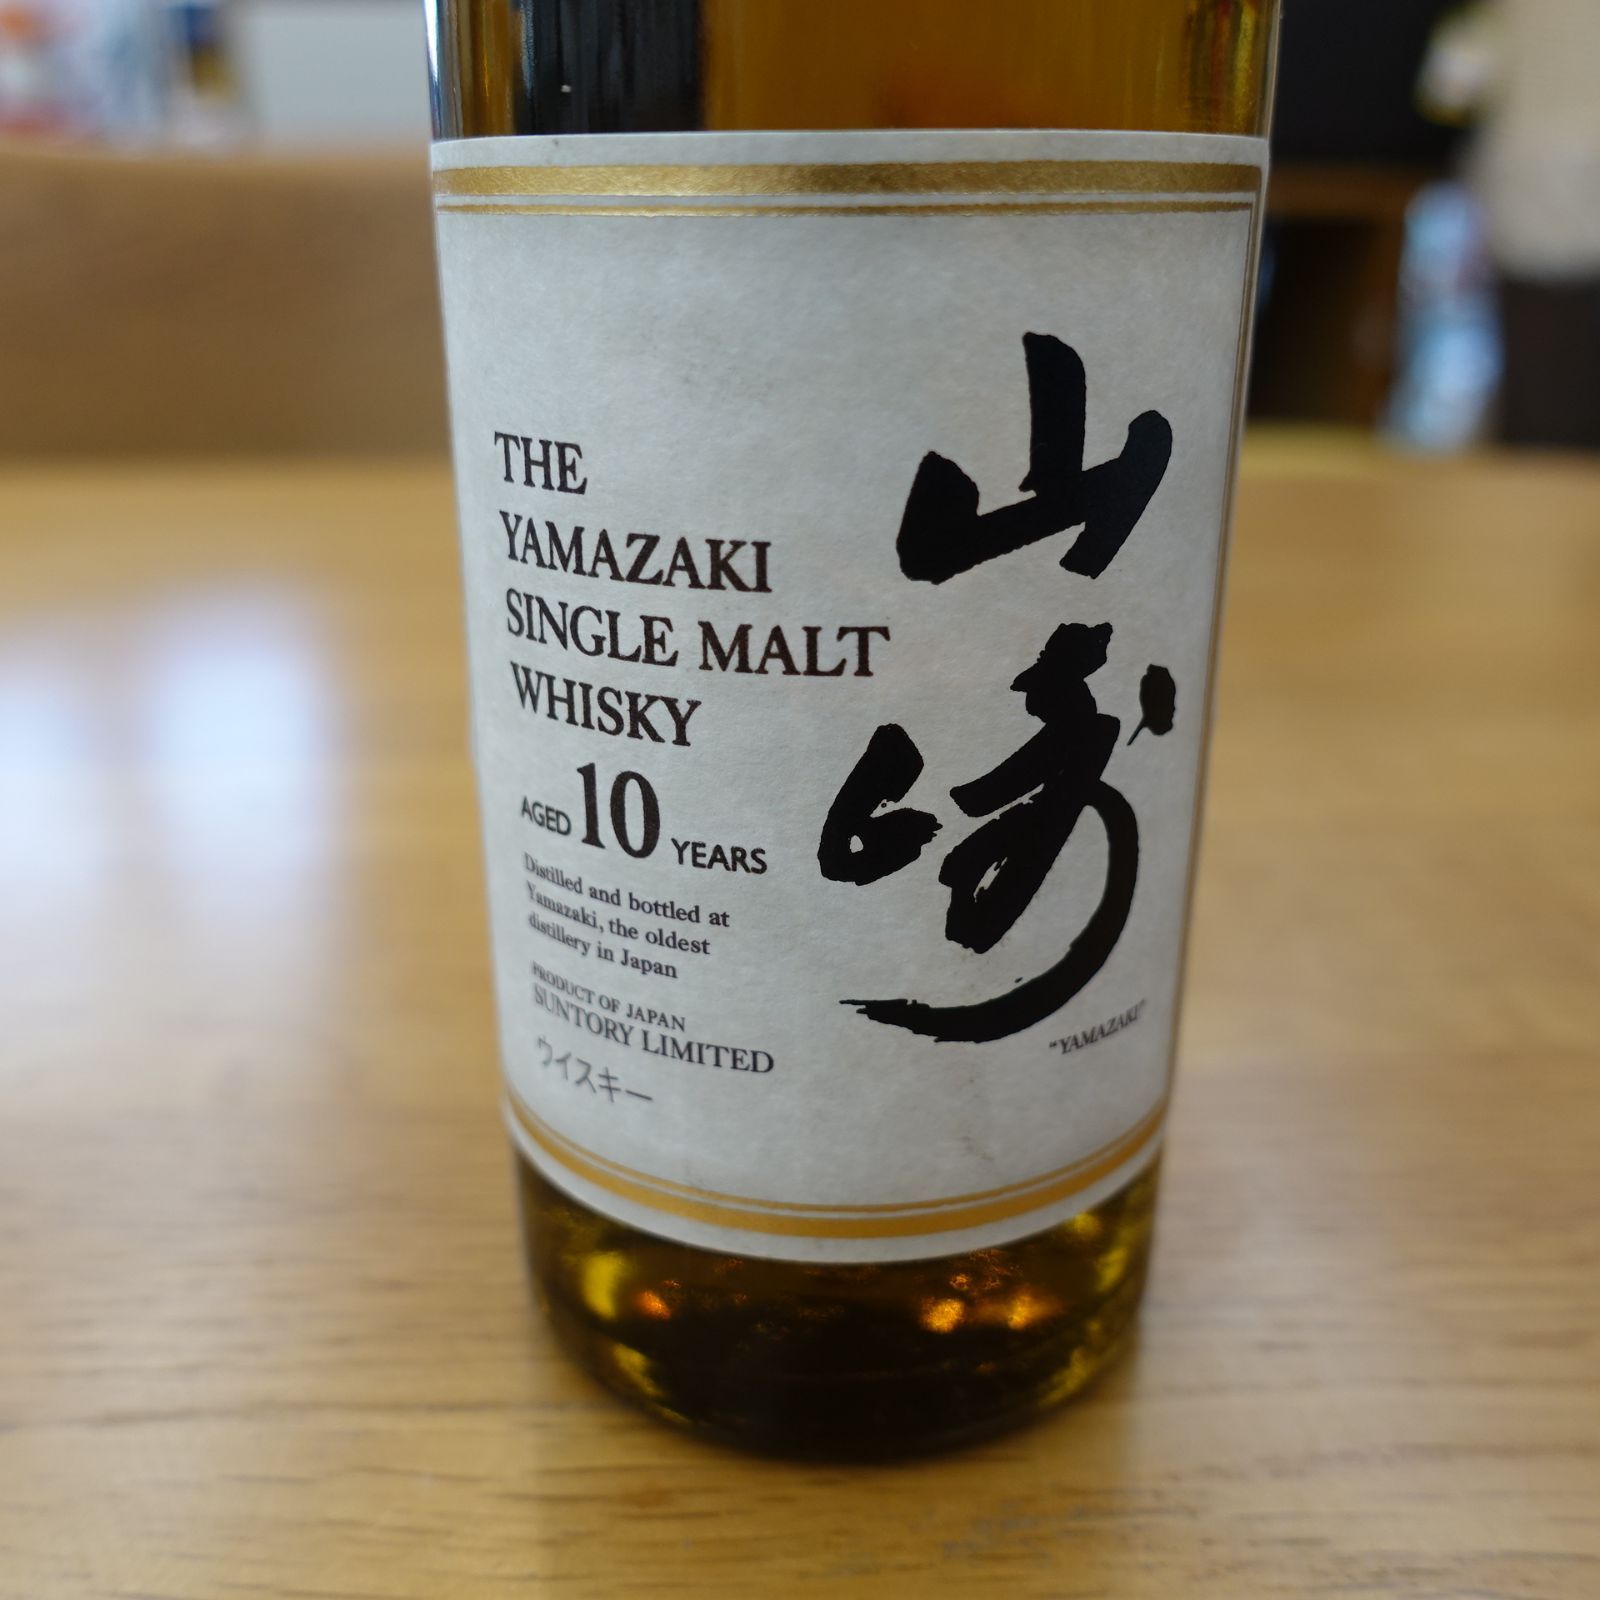 THE
YAMAZAKI
SINGLE MALT
WHISKY
AGED 10 YEARS
Distilled and bottled at
Yamazaki, the oldest
distillery in Japan
PRODUCT OF JAPAN
SUNTORY LIMITED
ウイスキー
山崎
"YAMAZAKI"